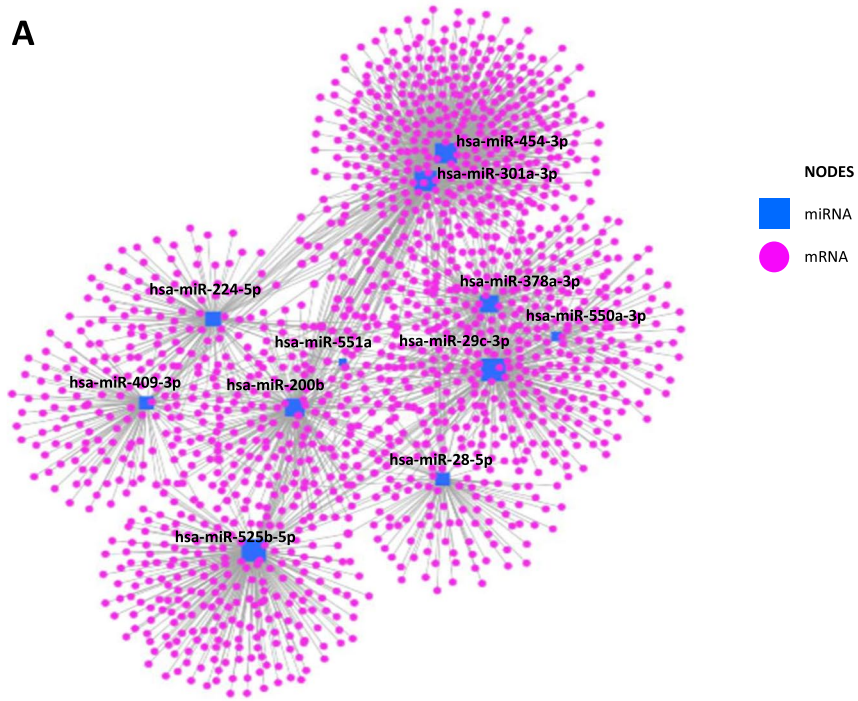 A
hsa-miR-454-3p
hsa-miR-301a-3p
NODES
miRNA
mRNA
hsa-miR-224-5p
hsa-miR-378a-3p
hsa-miR-550a-3p
hsa-miR-551a
hsa-miR-29c-3p
hsa-miR-409-3p
hsa-miR-200b
hsa-miR-28-5p
hsa-miR-525b-5p